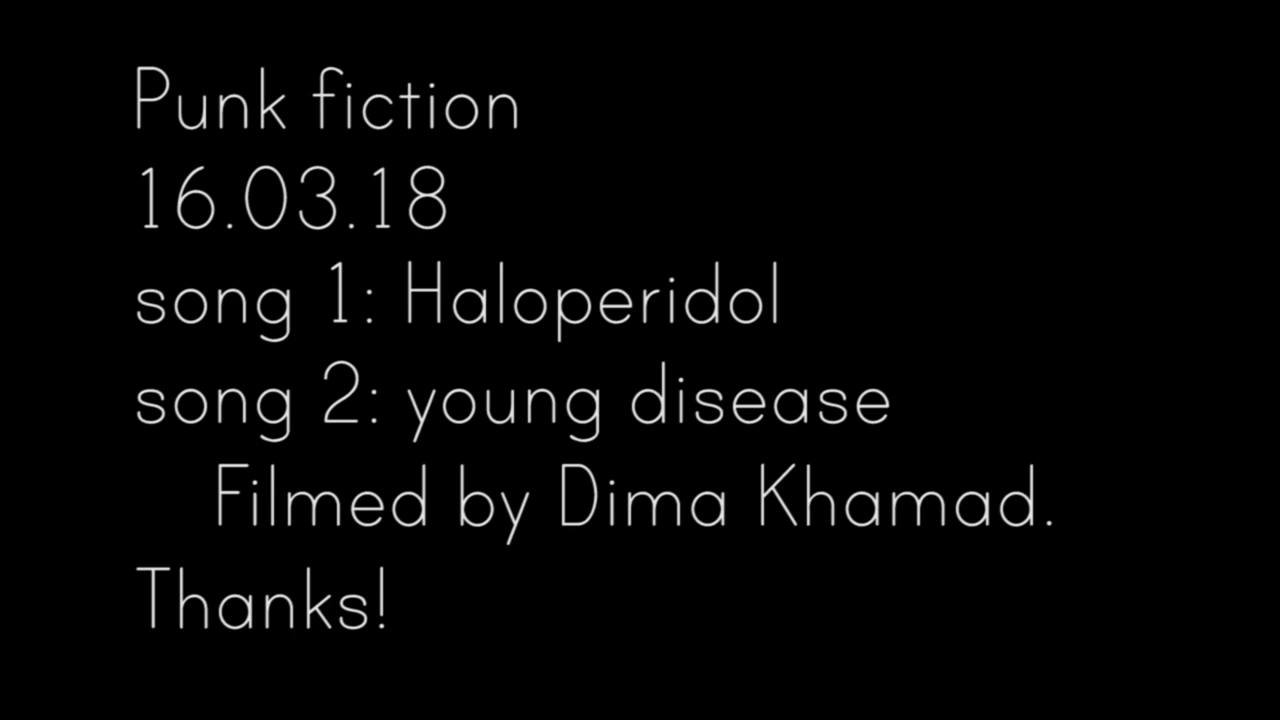 Punk fiction
16.03.18
song 1: Haloperidol
song 2: young disease
Filmed by Dima Khamad.
Thanks!